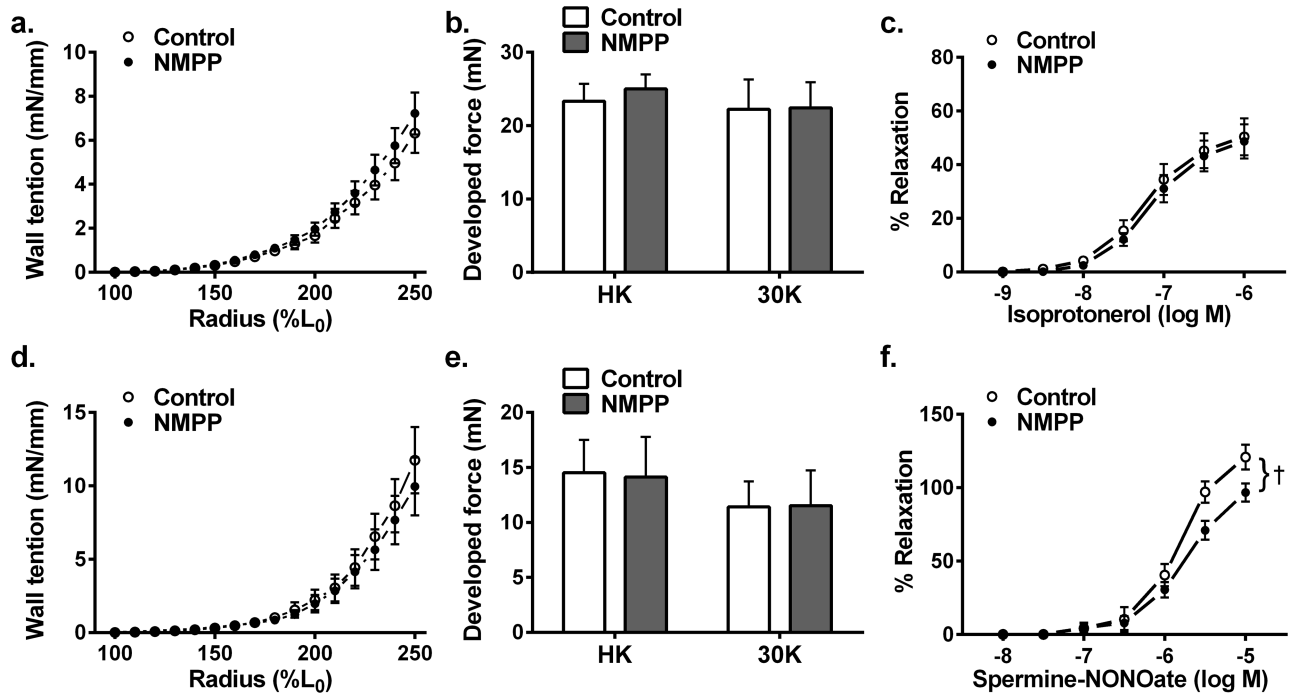 a.
Control
NMPP
Wall tention (mN/mm)
10
8
6
4
2
0
100 150 200 250
Radius (%L0)
b.
Control
NMPP
Developed force (mN)
30
20
10
0
HK 30K
c.
Control
NMPP
% Relaxation
80
60
40
20
0
-9 -8 -7 -6
Isoprotonerol (log M)
d.
Control
NMPP
Wall tention (mN/mm)
15
10
5
0
100 150 200 250
Radius (%L0)
e.
Control
NMPP
Developed force (mN)
20
15
10
5
0
HK 30K
f.
Control
NMPP
% Relaxation
150
100
50
0
} †
-8 -7 -6 -5
Spermine-NONOate (log M)